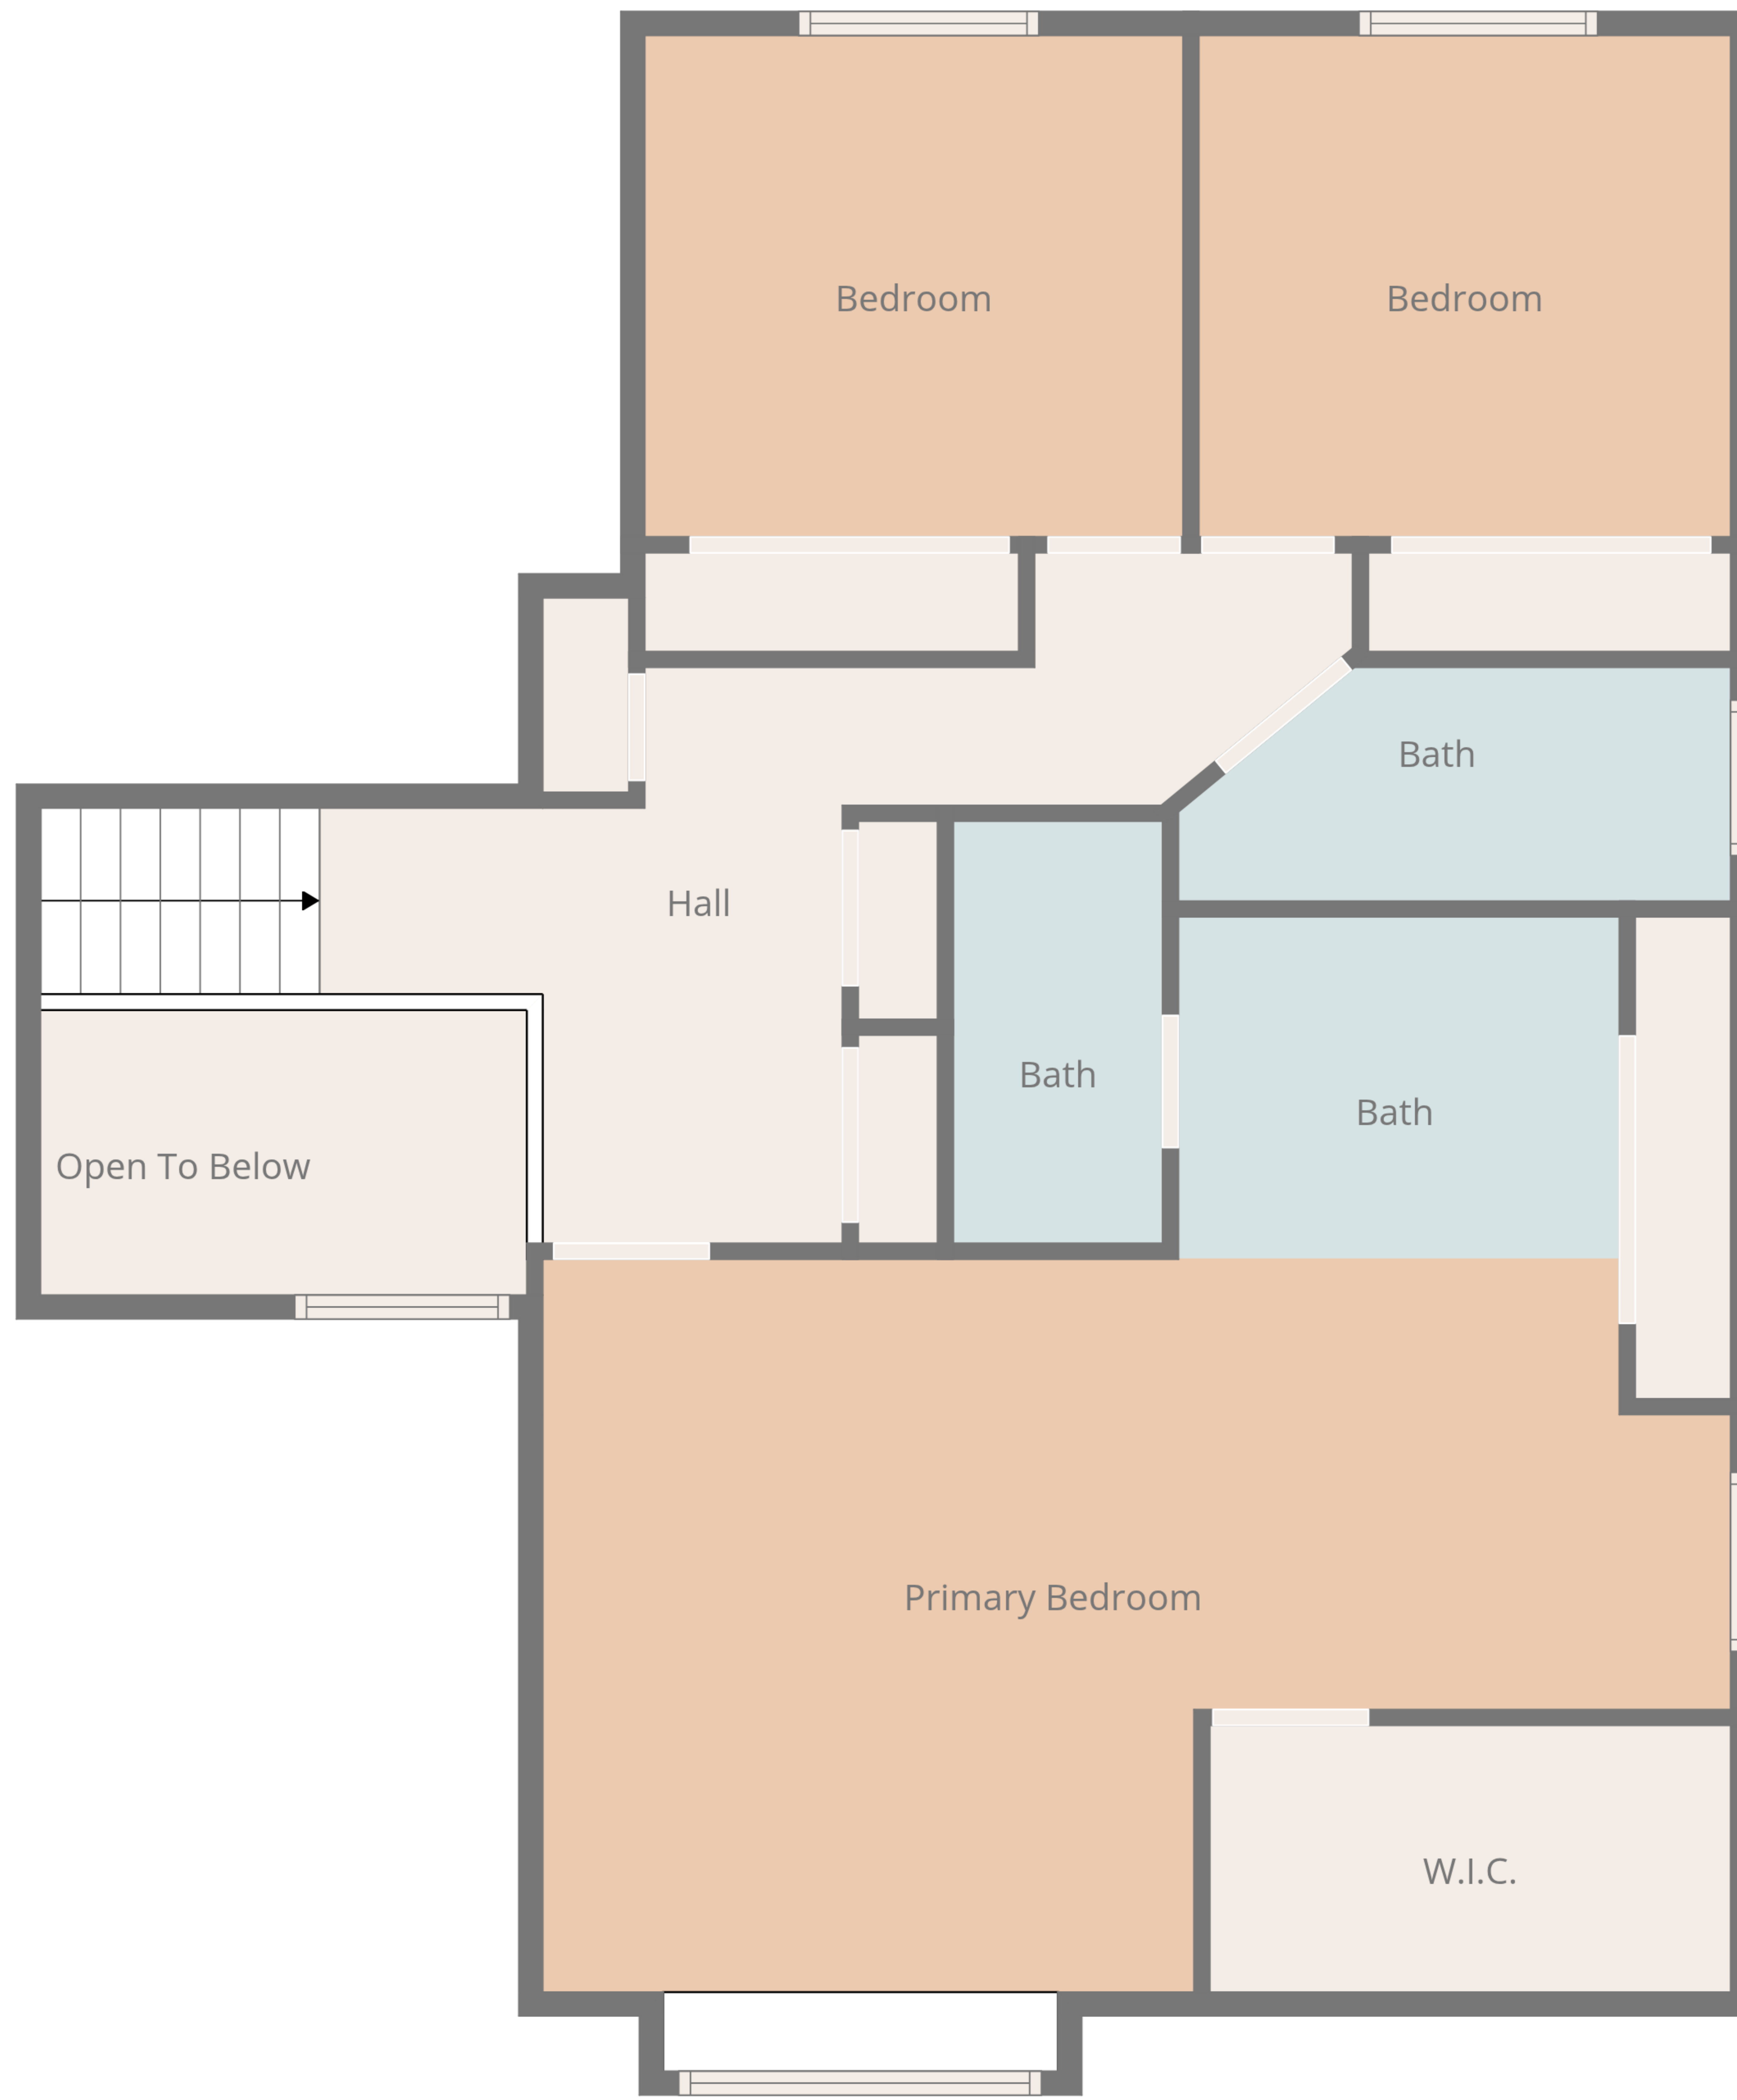 Bedroom
Bedroom
Bath
Hall
Bath
Bath
Open To Below
Primary Bedroom
W.I.C.